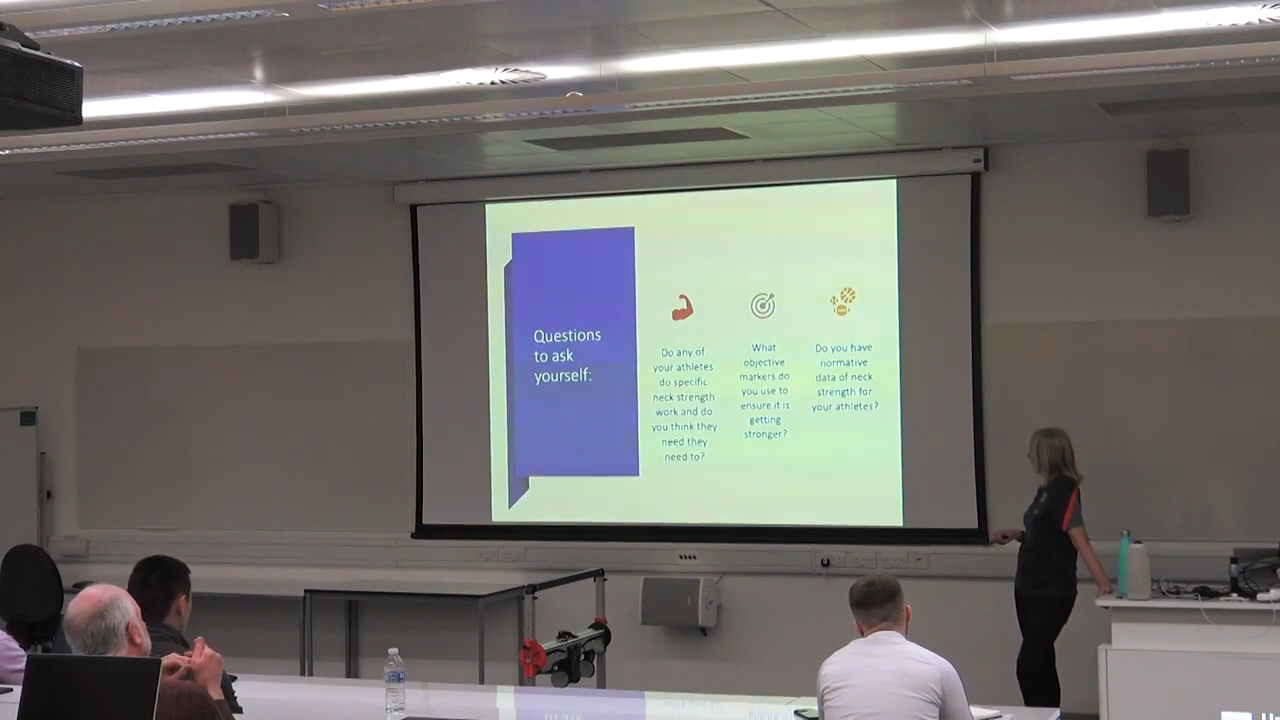 Questions
to ask
yourself:
Do any of
your athletes
do specific
neck strength
work and do
you think they
need they
need to?
What
objective
markers do
you use to
ensure it is
getting
stronger?
Do you have
normative
data of neck
strength for
your athletes?